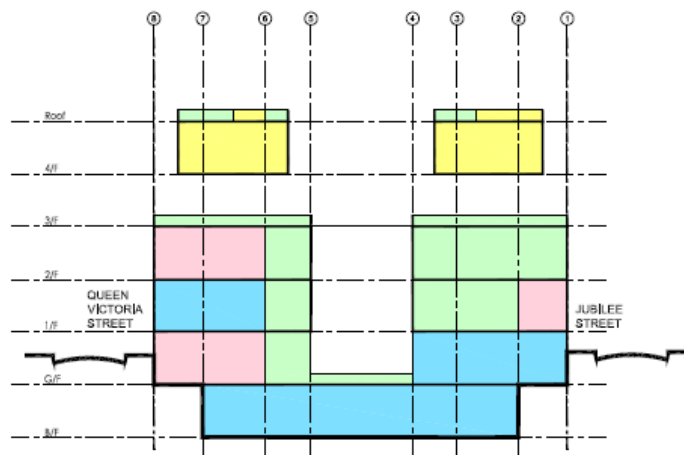 8 7 6 5 4 3 2 1
Roof
4/F
3/F
2/F
QUEEN
VICTORIA
STREET
JUBILEE
STREET
1/F
G/F
B/F